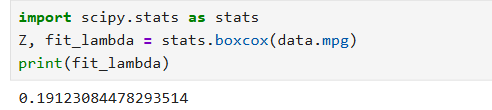 import scipy.stats as stats
Z, fit_lambda = stats.boxcox(data.mpg)
print(fit_lambda)
0.19123084478293514